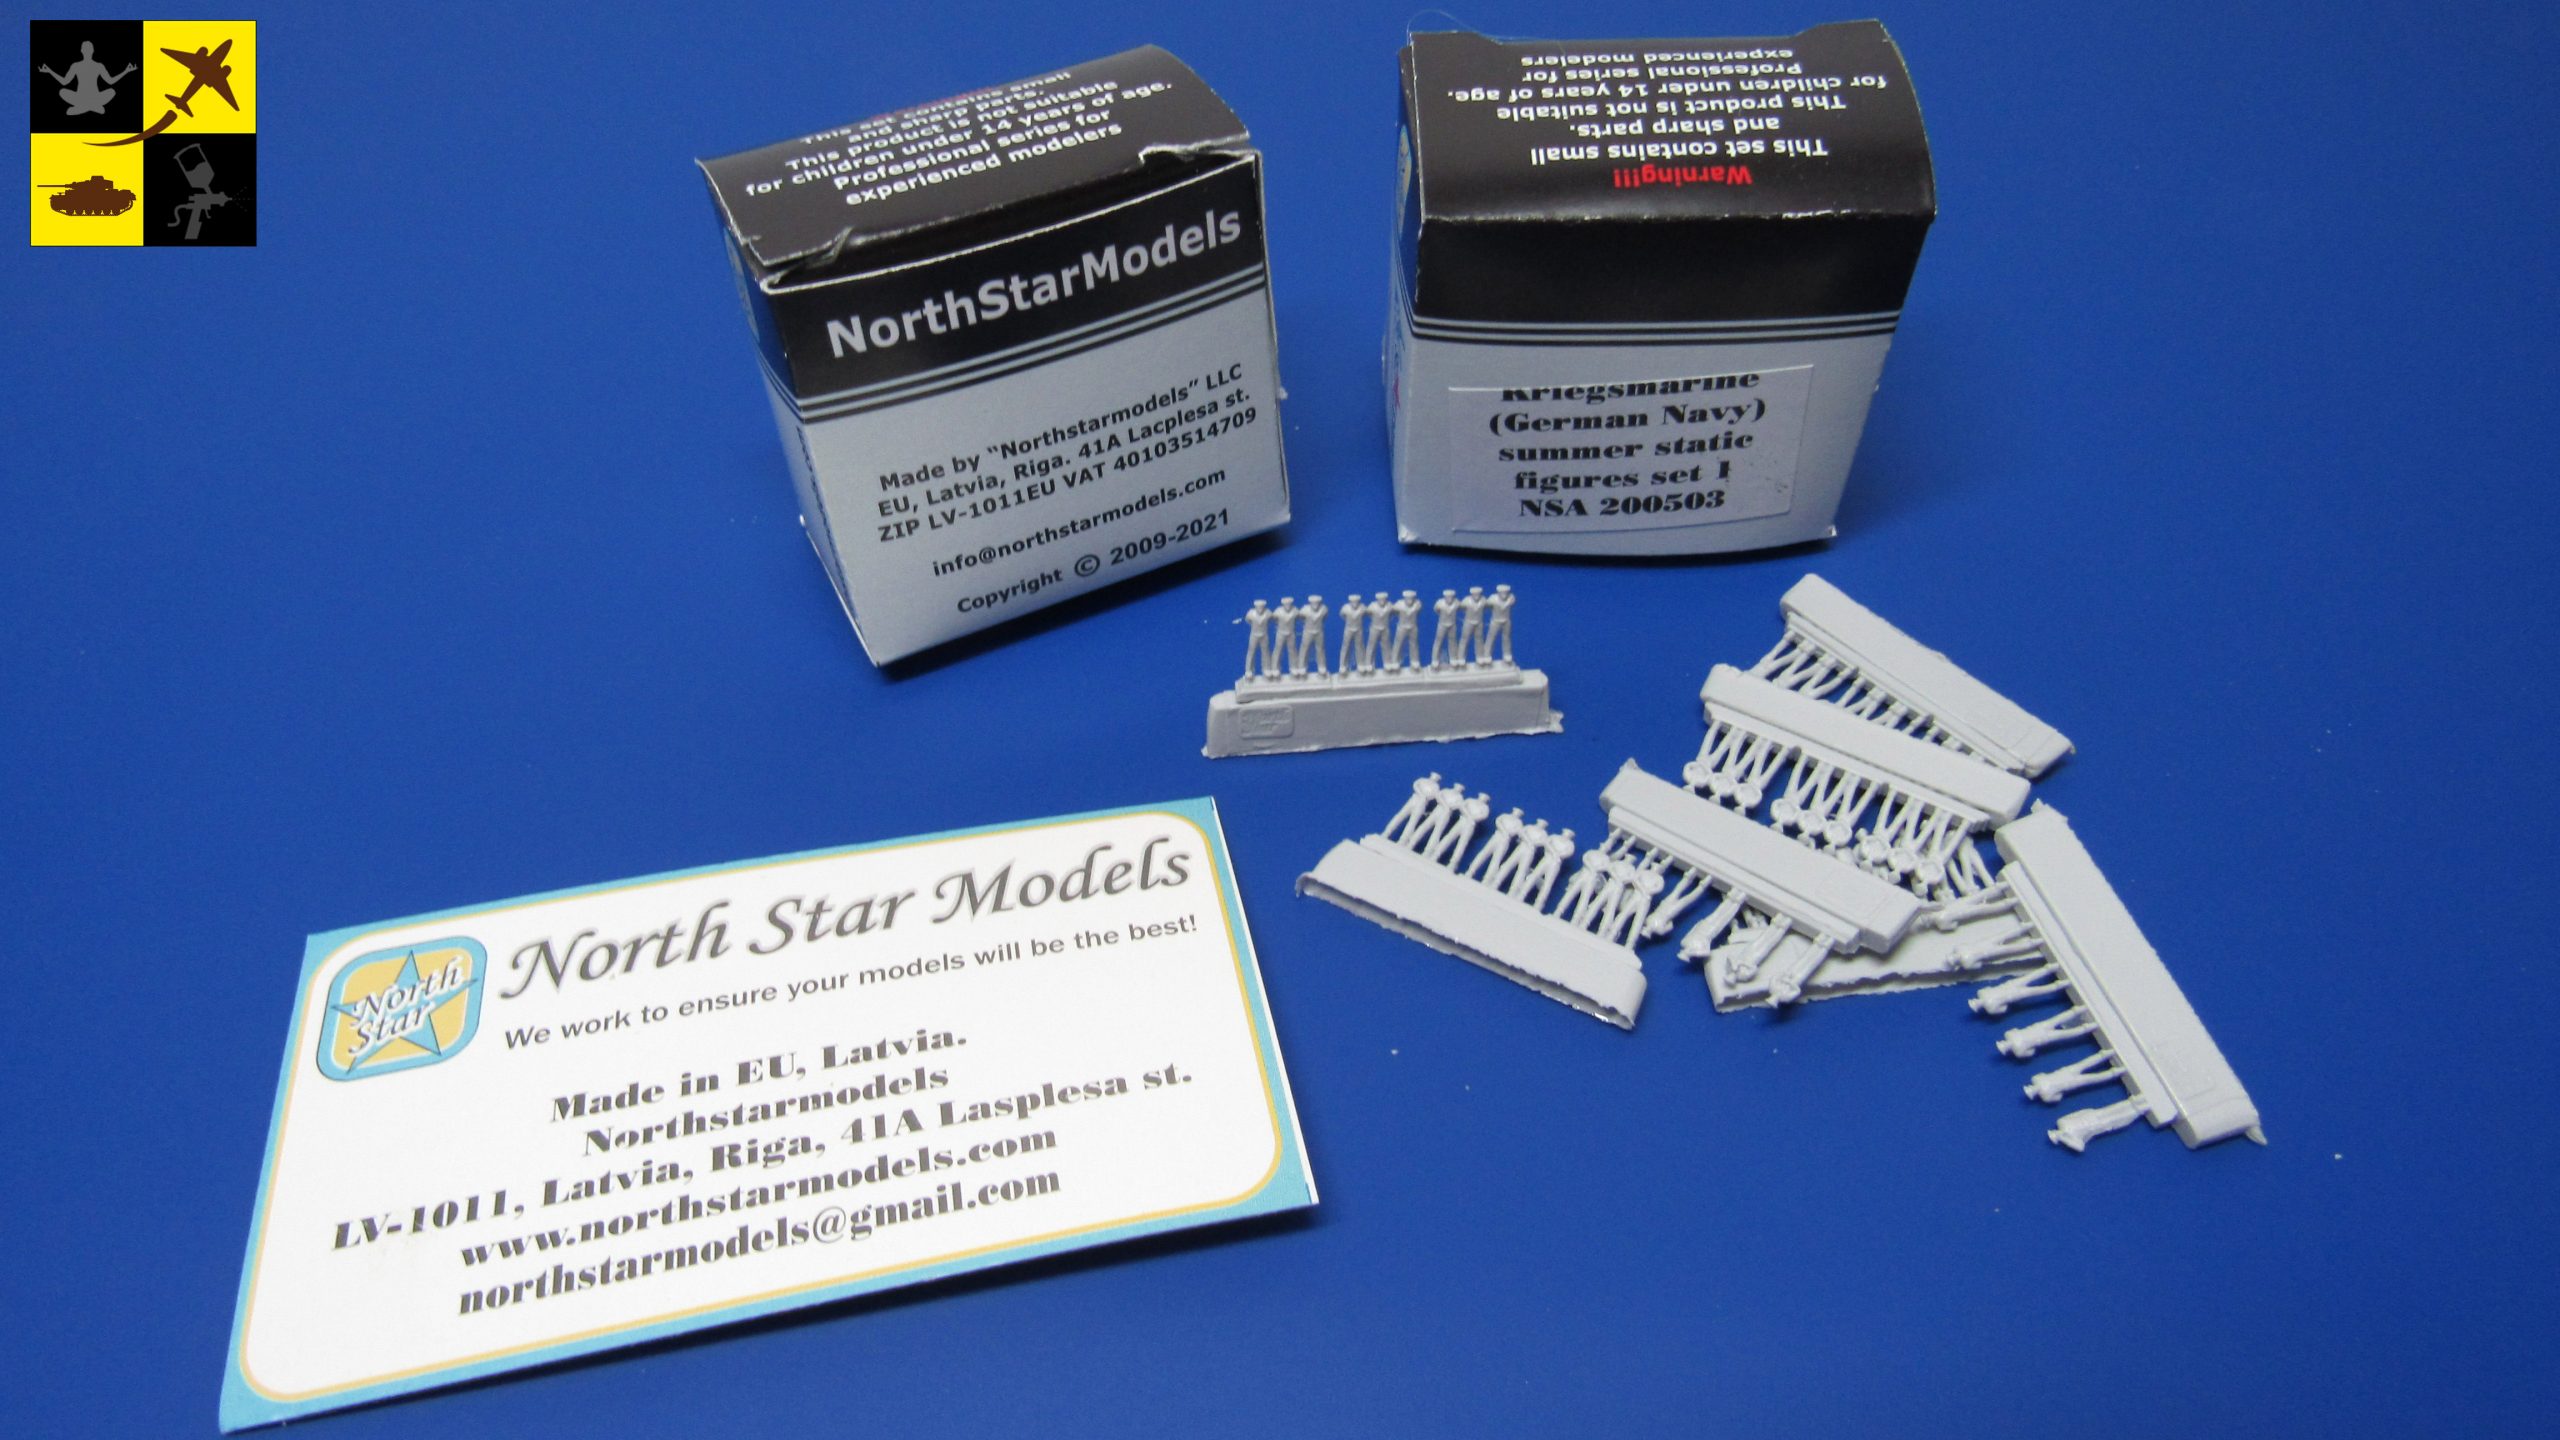 This set contains small
and sharp parts.
This product is not suitable
for children under 14 years of age.
Professional series for
experienced modelers
NorthStarModels
Made by “Northstarmodels” LLC
EU, Latvia, Riga. 41A Lacplesa st.
ZIP LV-1011EU VAT 40103514709
info@northstarmodels.com
Copyright © 2009-2021
Warning!!!
This set contains small
and sharp parts.
This product is not suitable
for children under 14 years of age.
Professional series for
experienced modelers
Kriegsmarine
(German Navy)
summer static
figures set 1
NSA 200503
North
Star
North Star Models
We work to ensure your models will be the best!
Made in EU, Latvia.
Northstarmodels
LV-1011, Latvia, Riga, 41A Lasplesa st.
www.northstarmodels.com
northstarmodels@gmail.com